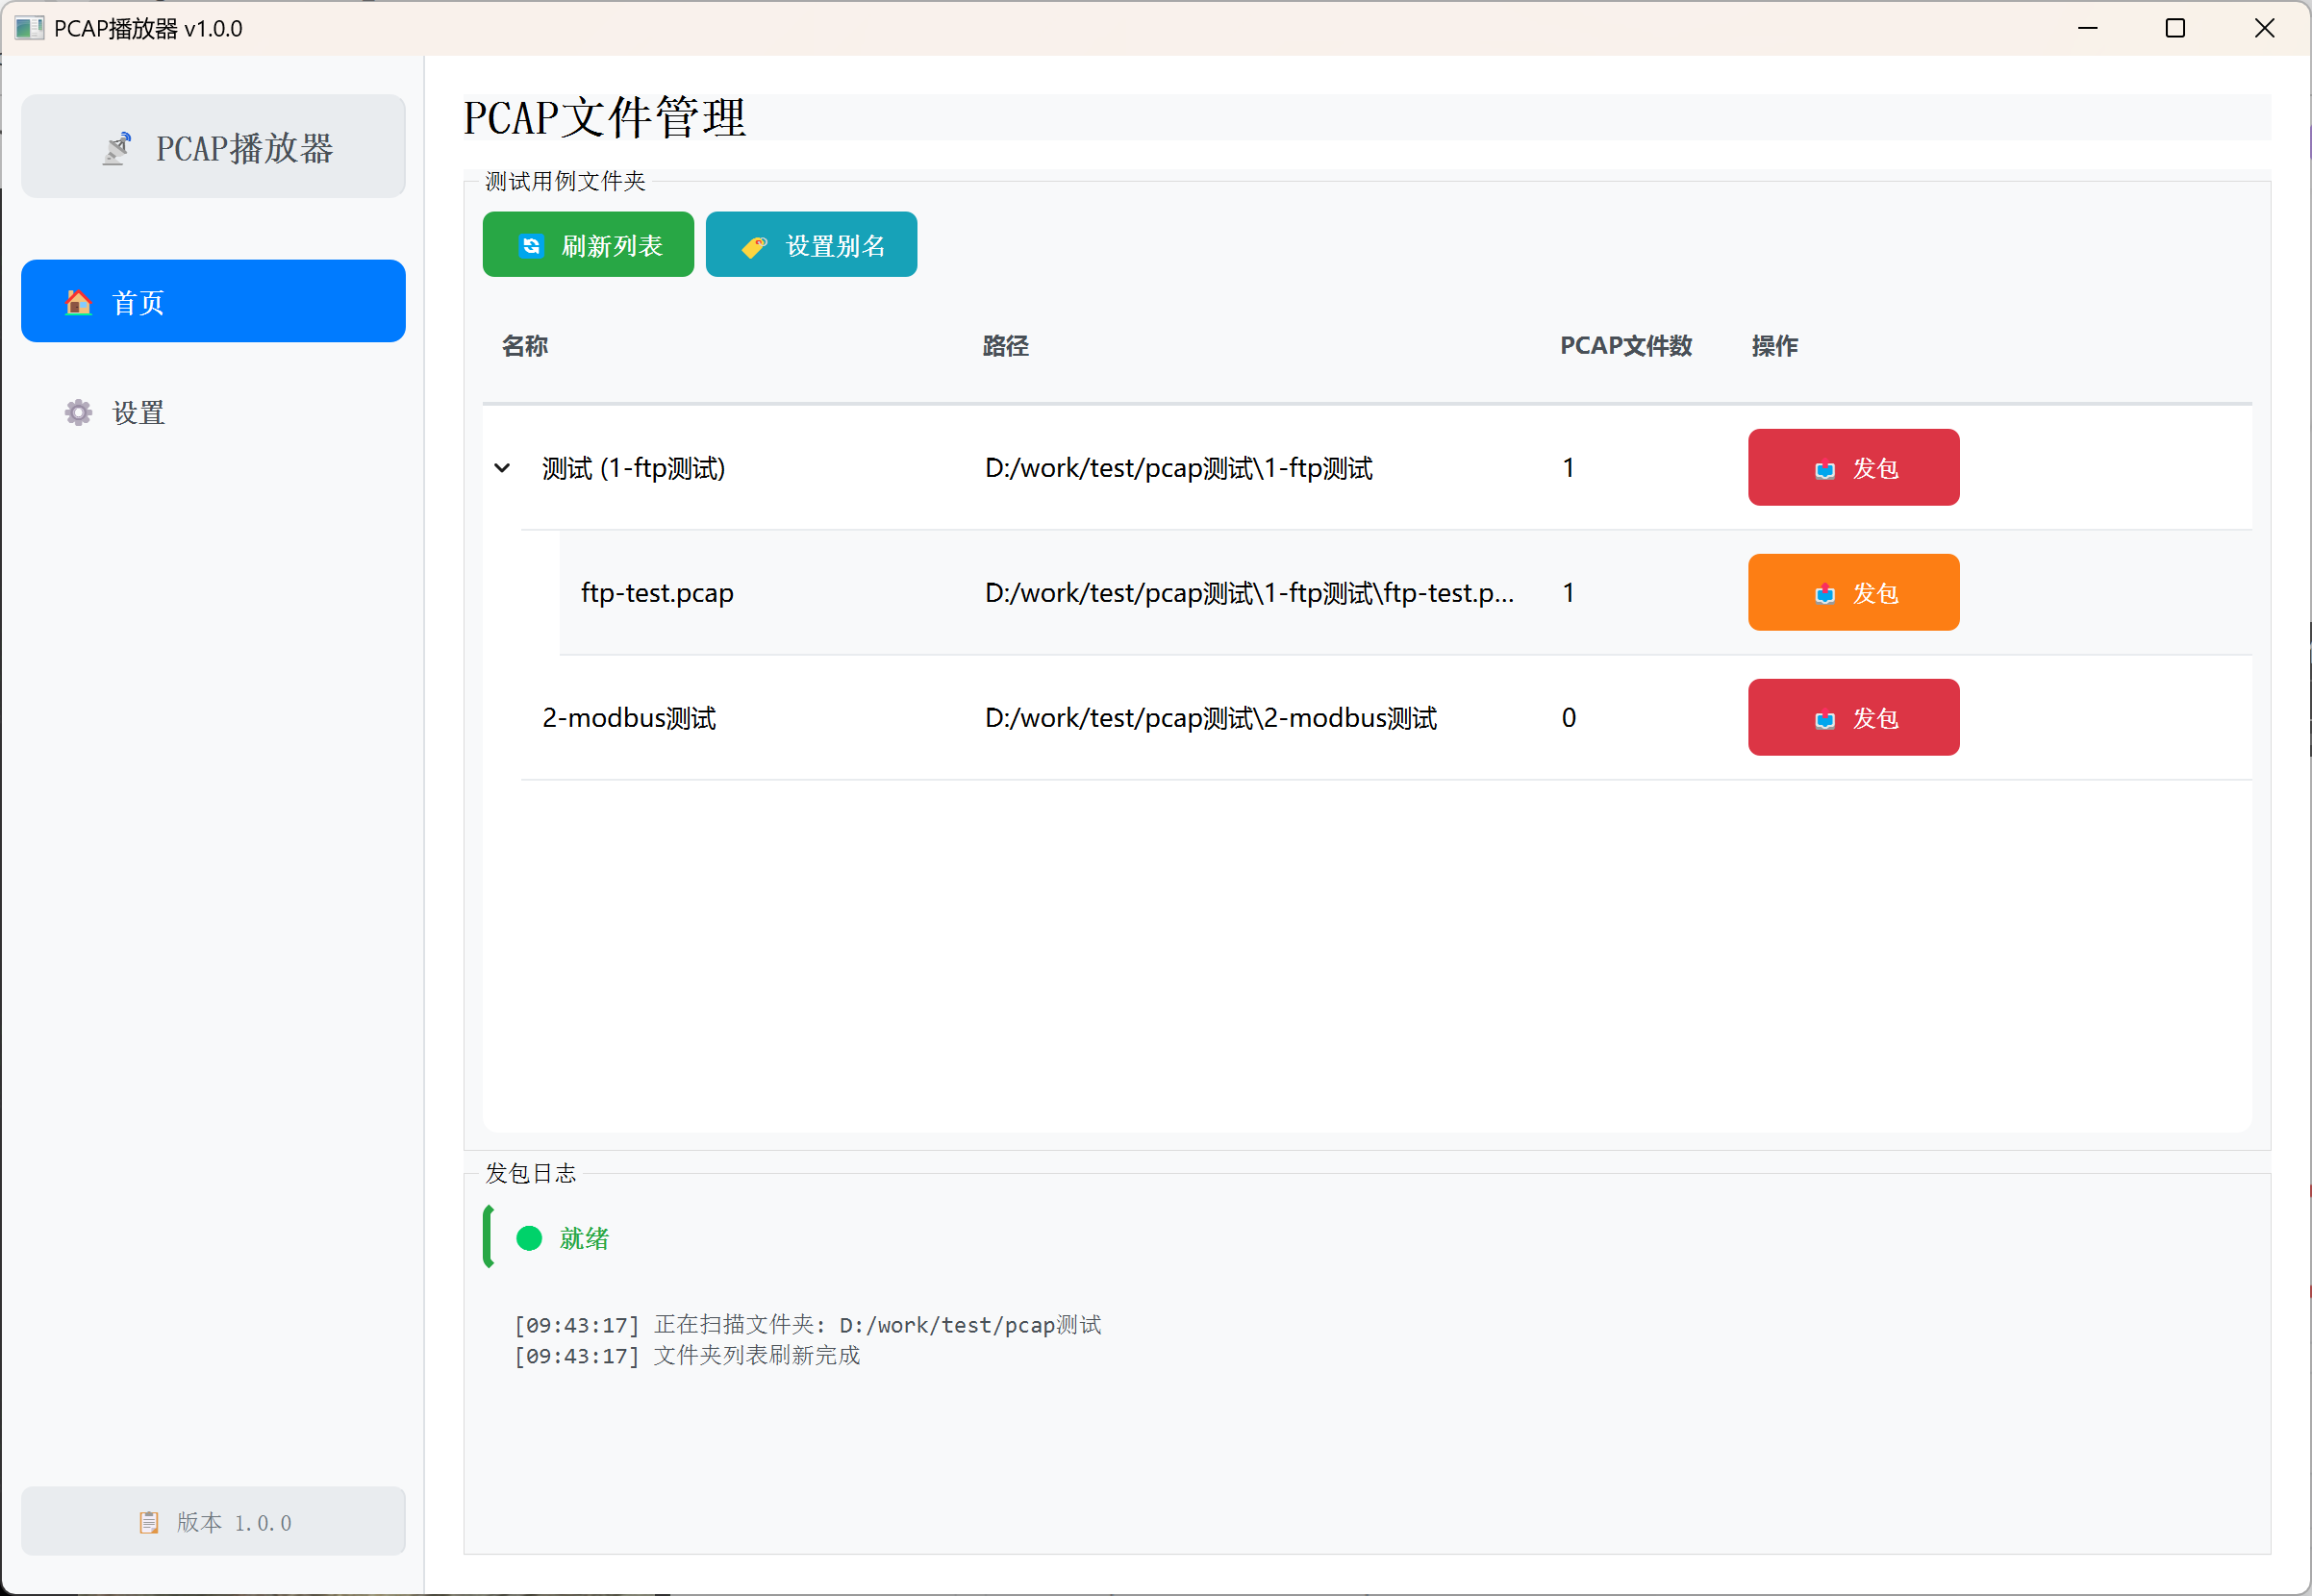 PCAP播放器 v1.0.0
PCAP播放器
首页
设置
PCAP文件管理
测试用例文件夹
刷新列表 设置别名
名称 路径 PCAP文件数 操作
测试 (1-ftp测试) D:/work/test/pcap测试\1-ftp测试 1 发包
ftp-test.pcap D:/work/test/pcap测试\1-ftp测试\ftp-test.p... 1 发包
2-modbus测试 D:/work/test/pcap测试\2-modbus测试 0 发包
发包日志
就绪
[09:43:17] 正在扫描文件夹: D:/work/test/pcap测试
[09:43:17] 文件夹列表刷新完成
版本 1.0.0